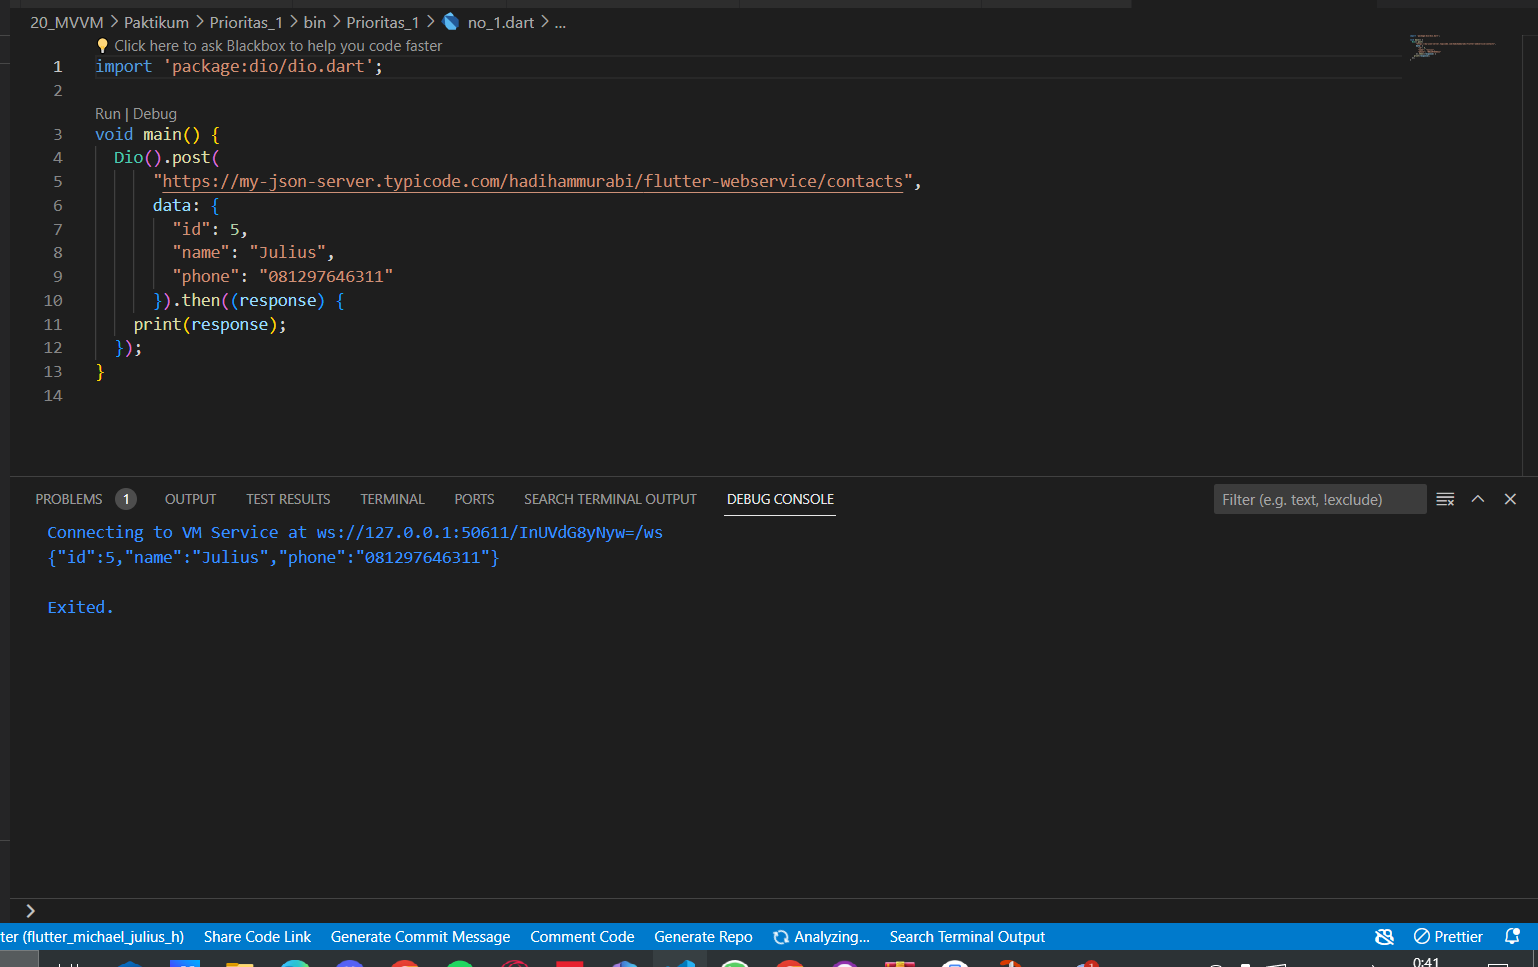 20_MVVM > Paktikum > Prioritas_1 > bin > Prioritas_1 > no_1.dart > ...
Click here to ask Blackbox to help you code faster
1 import 'package:dio/dio.dart';
2
Run | Debug
3 void main() {
4 Dio().post(
5 "https://my-json-server.typicode.com/hadihammurabi/flutter-webservice/contacts",
6 data: {
7 "id": 5,
8 "name": "Julius",
9 "phone": "081297646311"
10 }).then((response) {
11 print(response);
12 });
13 }
14
PROBLEMS 1 OUTPUT TEST RESULTS TERMINAL PORTS SEARCH TERMINAL OUTPUT DEBUG CONSOLE Filter (e.g. text, !exclude)
Connecting to VM Service at ws://127.0.0.1:50611/InUVdG8yNyw=/ws
{"id":5,"name":"Julius","phone":"081297646311"}
Exited.
>
ter (flutter_michael_julius_h) Share Code Link Generate Commit Message Comment Code Generate Repo Analyzing... Search Terminal Output Prettier
0:41